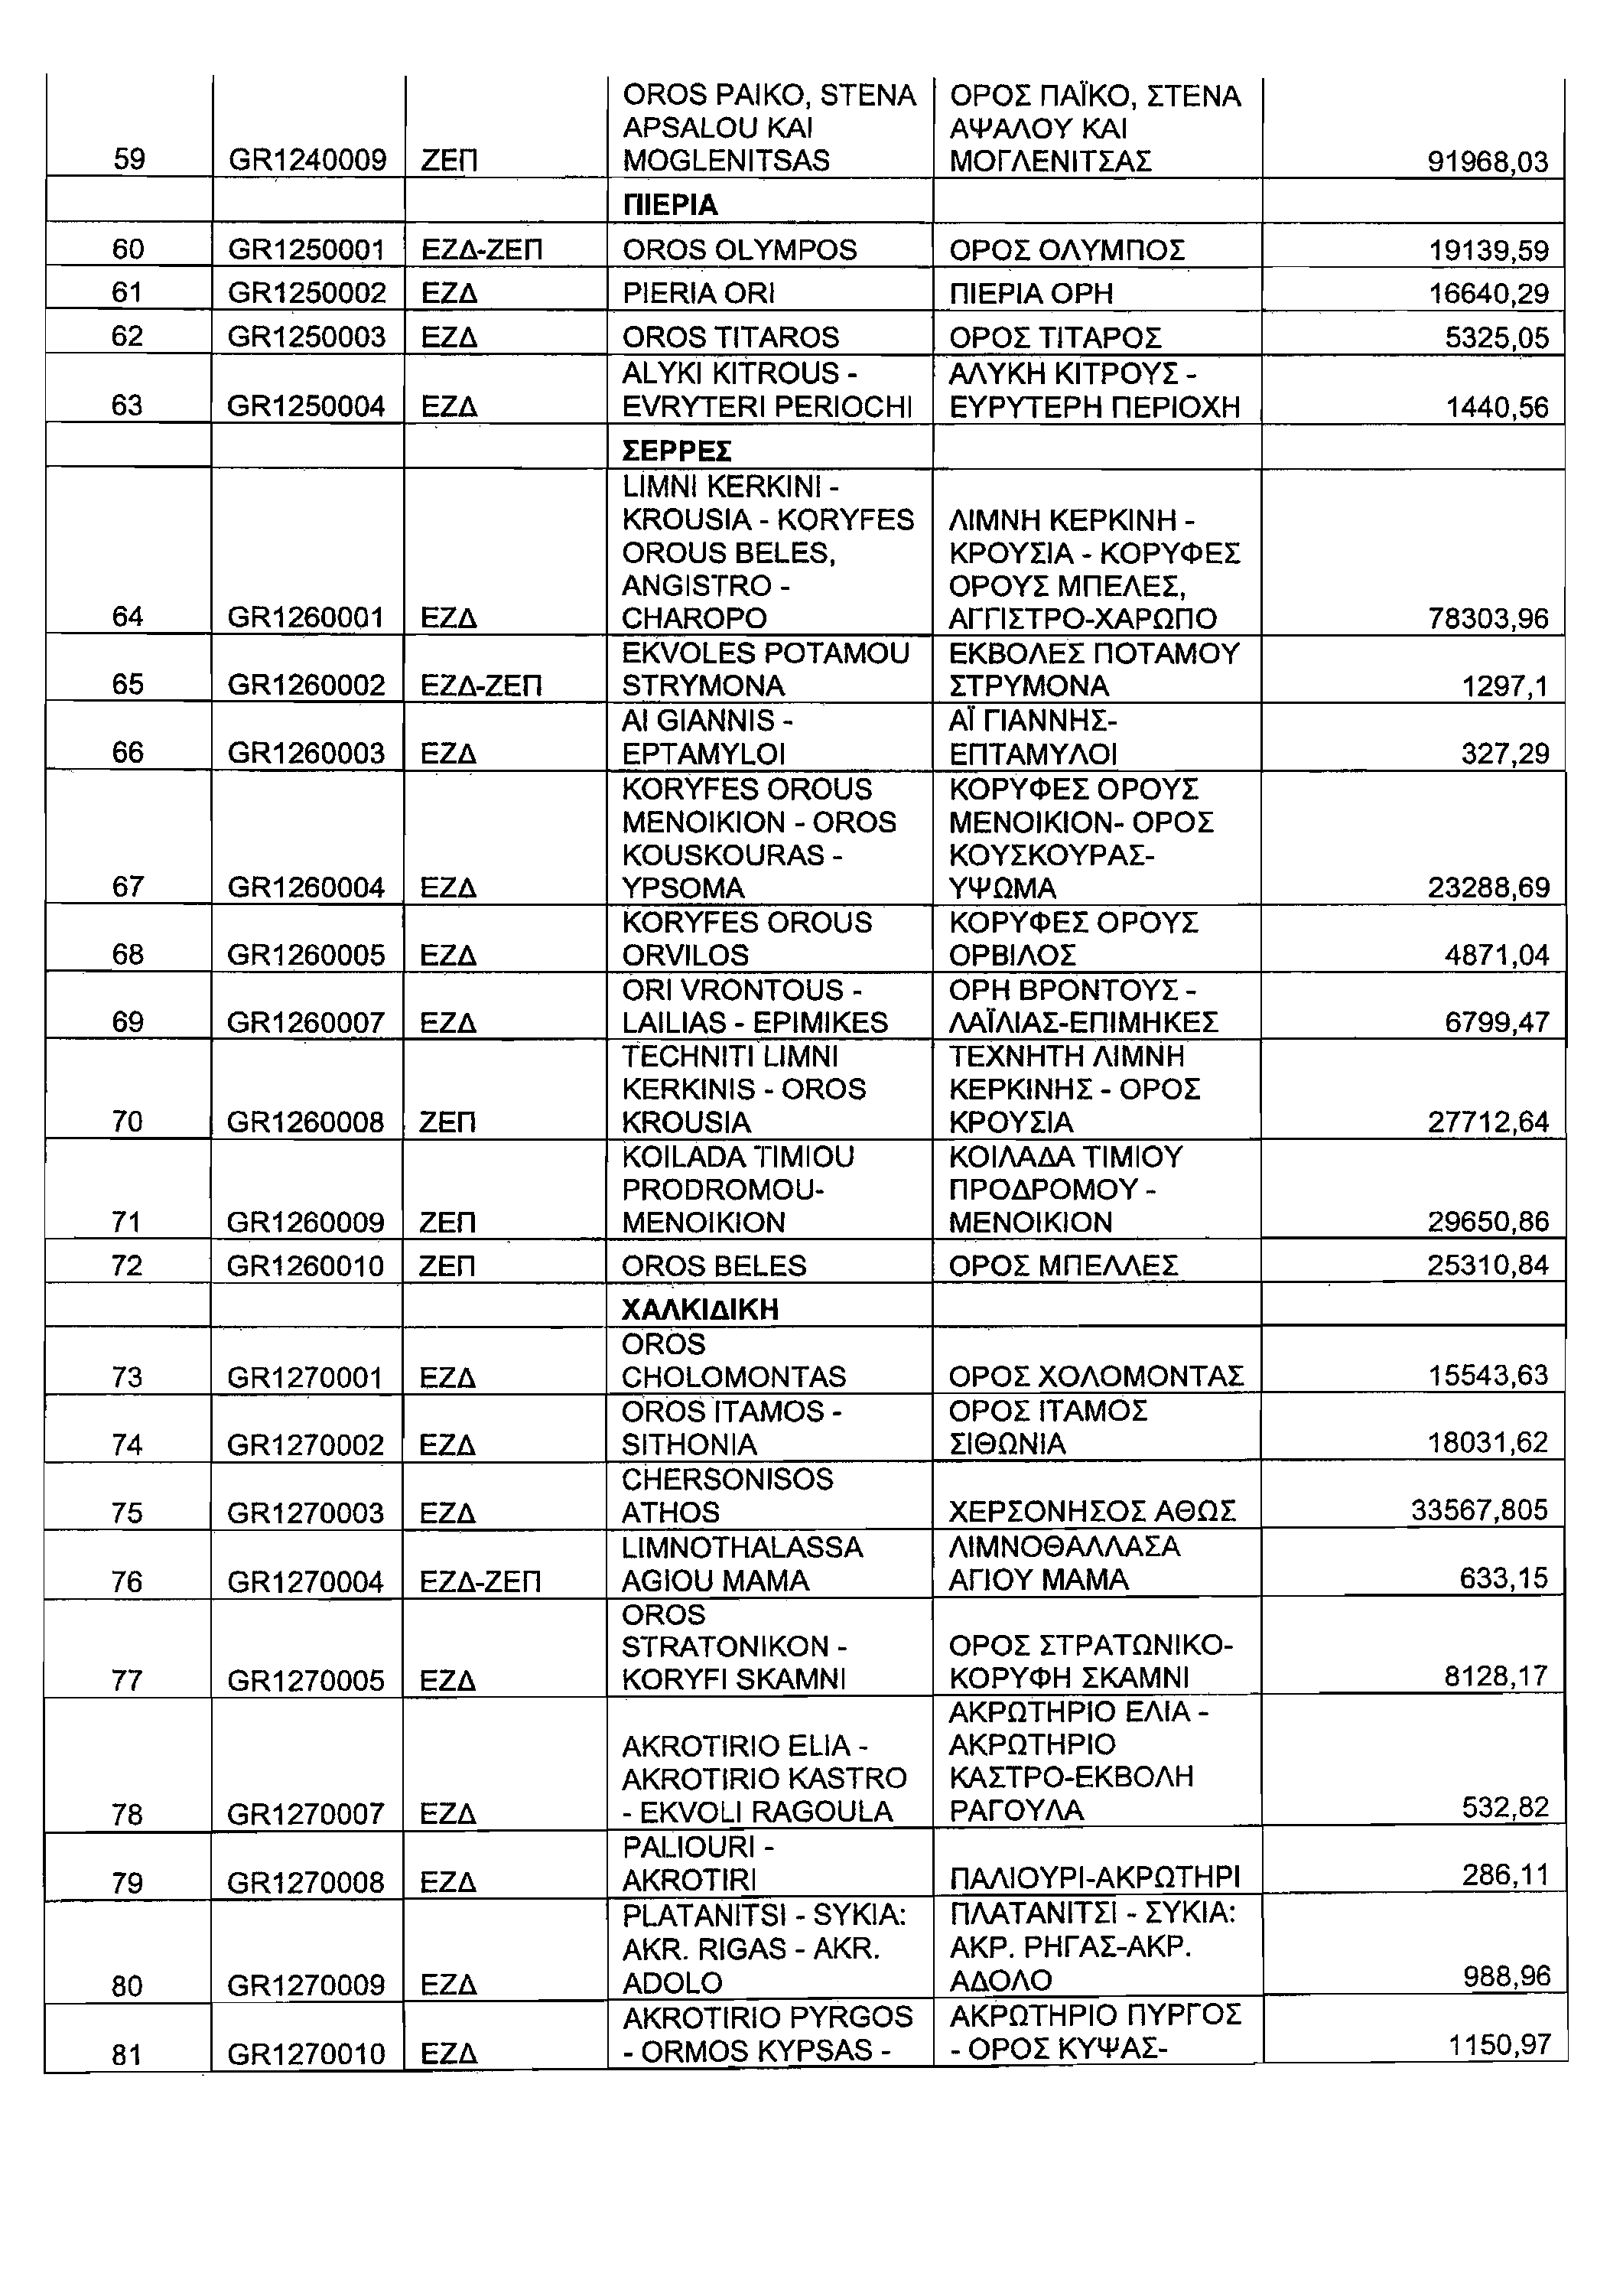 OROS PAIKO, STENA ΟΡΟΣ ΠΑΪΚΟ, ΣΤΕΝΑ
APSALOU KAI ΑΨΑΛΟΥ ΚΑΙ
59 GR1240009 ΖΕΠ MOGLENITSAS ΜΟΓΛΕΝΙΤΣΑΣ 91968,03
ΠΙΕΡΙΑ
60 GR1250001 ΕΖΔ-ΖΕΠ OROS OLYMPOS ΟΡΟΣ ΟΛΥΜΠΟΣ 19139,59
61 GR1250002 ΕΖΔ PIERIA ORI ΠΙΕΡΙΑ ΟΡΗ 16640,29
62 GR1250003 ΕΖΔ OROS TITAROS ΟΡΟΣ ΤΙΤΑΡΟΣ 5325,05
ALYKI KITROUS - ΑΛΥΚΗ ΚΙΤΡΟΥΣ -
63 GR1250004 ΕΖΔ EVRYTERI PERIOCHI ΕΥΡΥΤΕΡΗ ΠΕΡΙΟΧΗ 1440,56
ΣΕΡΡΕΣ
LIMNI KERKINI -
KROUSIA - KORYFES ΛΙΜΝΗ ΚΕΡΚΙΝΗ -
OROUS BELES, ΚΡΟΥΣΙΑ - ΚΟΡΥΦΕΣ
ANGISTRO - ΟΡΟΥΣ ΜΠΕΛΕΣ,
64 GR1260001 ΕΖΔ CHAROPO ΑΓΓΙΣΤΡΟ-ΧΑΡΩΠΟ 78303,96
EKVOLES POTAMOU ΕΚΒΟΛΕΣ ΠΟΤΑΜΟΥ
65 GR1260002 ΕΖΔ-ΖΕΠ STRYMONA ΣΤΡΥΜΟΝΑ 1297,1
AI GIANNIS - ΑΪ ΓΙΑΝΝΗΣ-
66 GR1260003 ΕΖΔ EPTAMYLOI ΕΠΤΑΜΥΛΟΙ 327,29
KORYFES OROUS ΚΟΡΥΦΕΣ ΟΡΟΥΣ
MENOIKION - OROS ΜΕΝΟΙΚΙΟΝ- ΟΡΟΣ
KOUSKOURAS - ΚΟΥΣΚΟΥΡΑΣ-
67 GR1260004 ΕΖΔ YPSOMA ΥΨΩΜΑ 23288,69
KORYFES OROUS ΚΟΡΥΦΕΣ ΟΡΟΥΣ
68 GR1260005 ΕΖΔ ORVILOS ΟΡΒΙΛΟΣ 4871,04
ORI VRONTOUS - ΟΡΗ ΒΡΟΝΤΟΥΣ -
69 GR1260007 ΕΖΔ LAILIAS - EPIMIKES ΛΑΪΛΙΑΣ-ΕΠΙΜΗΚΕΣ 6799,47
TECHNITI LIMNI ΤΕΧΝΗΤΗ ΛΙΜΝΗ
KERKINIS - OROS ΚΕΡΚΙΝΗΣ - ΟΡΟΣ
70 GR1260008 ΖΕΠ KROUSIA ΚΡΟΥΣΙΑ 27712,64
KOILADA TIMIOU ΚΟΙΛΑΔΑ ΤΙΜΙΟΥ
PRODROMOU- ΠΡΟΔΡΟΜΟΥ -
71 GR1260009 ΖΕΠ MENOIKION ΜΕΝΟΙΚΙΟΝ 29650,86
72 GR1260010 ΖΕΠ OROS BELES ΟΡΟΣ ΜΠΕΛΛΕΣ 25310,84
ΧΑΛΚΙΔΙΚΗ
OROS
73 GR1270001 ΕΖΔ CHOLOMONTAS ΟΡΟΣ ΧΟΛΟΜΟΝΤΑΣ 15543,63
OROS ITAMOS - ΟΡΟΣ ΙΤΑΜΟΣ
74 GR1270002 ΕΖΔ SITHONIA ΣΙΘΩΝΙΑ 18031,62
CHERSONISOS
75 GR1270003 ΕΖΔ ATHOS ΧΕΡΣΟΝΗΣΟΣ ΑΘΩΣ 33567,805
LIMNOTHALASSA ΛΙΜΝΟΘΑΛΛΑΣΑ
76 GR1270004 ΕΖΔ-ΖΕΠ AGIOU MAMA ΑΓΙΟΥ ΜΑΜΑ 633,15
OROS
STRATONIKON - ΟΡΟΣ ΣΤΡΑΤΩΝΙΚΟ-
77 GR1270005 ΕΖΔ KORYFI SKAMNI ΚΟΡΥΦΗ ΣΚΑΜΝΙ 8128,17
ΑΚΡΩΤΗΡΙΟ ΕΛΙΑ -
AKROTIRIO ELIA - ΑΚΡΩΤΗΡΙΟ
AKROTIRIO KASTRO ΚΑΣΤΡΟ-ΕΚΒΟΛΗ
78 GR1270007 ΕΖΔ - EKVOLI RAGOULA ΡΑΓΟΥΛΑ 532,82
PALIOURI -
79 GR1270008 ΕΖΔ AKROTIRI ΠΑΛΙΟΥΡΙ-ΑΚΡΩΤΗΡΙ 286,11
PLATANITSI - SYKIA: ΠΛΑΤΑΝΙΤΣΙ - ΣΥΚΙΑ:
AKR. RIGAS - AKR. ΑΚΡ. ΡΗΓΑΣ-ΑΚΡ.
80 GR1270009 ΕΖΔ ADOLO ΑΔΟΛΟ 988,96
AKROTIRIO PYRGOS ΑΚΡΩΤΗΡΙΟ ΠΥΡΓΟΣ
81 GR1270010 ΕΖΔ - ORMOS KYPSAS - - ΟΡΟΣ ΚΥΨΑΣ- 1150,97